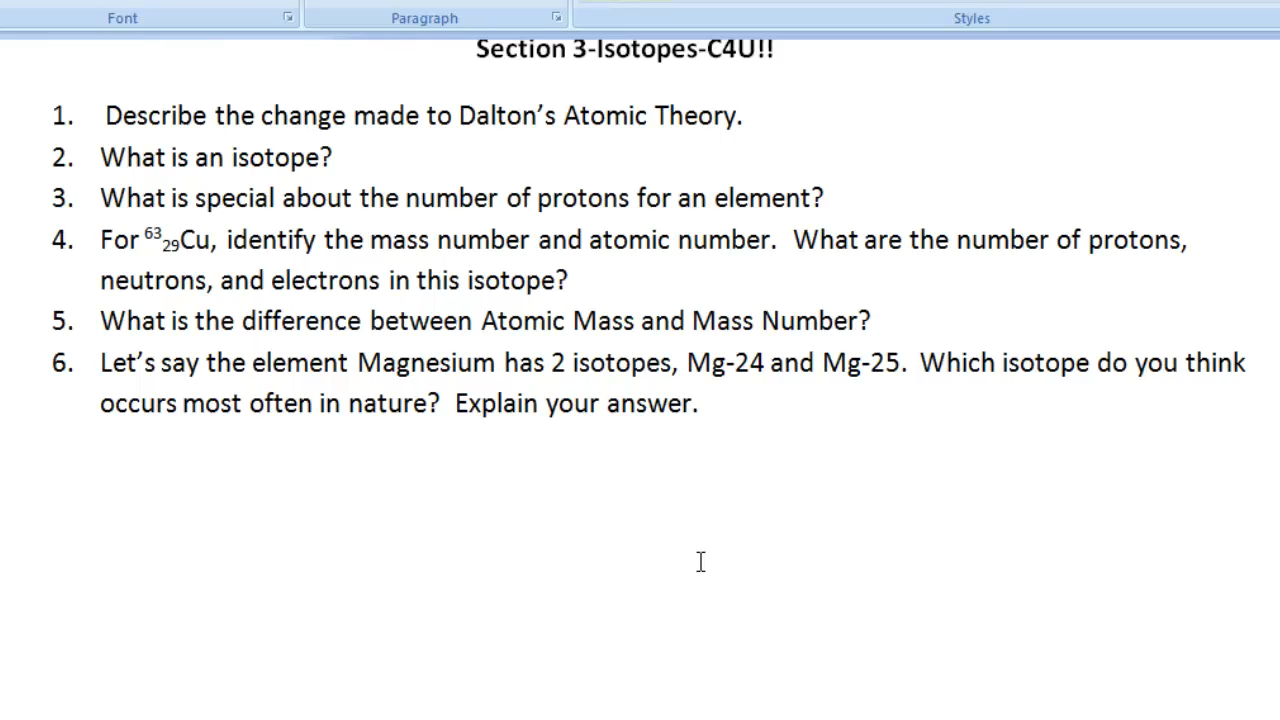 Font Paragraph Styles
Section 3-Isotopes-C4U!!
1. Describe the change made to Dalton’s Atomic Theory.
2. What is an isotope?
3. What is special about the number of protons for an element?
4. For ⁶³₂₉Cu, identify the mass number and atomic number. What are the number of protons,
neutrons, and electrons in this isotope?
5. What is the difference between Atomic Mass and Mass Number?
6. Let’s say the element Magnesium has 2 isotopes, Mg-24 and Mg-25. Which isotope do you think
occurs most often in nature? Explain your answer.